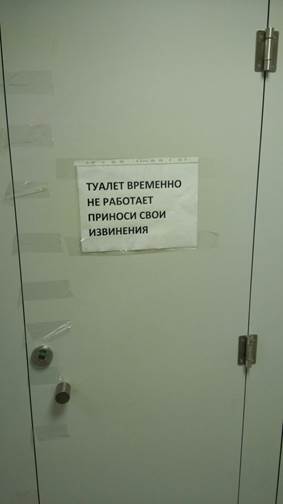 ТУАЛЕТ ВРЕМЕННО
НЕ РАБОТАЕТ
ПРИНОСИ СВОИ
ИЗВИНЕНИЯ